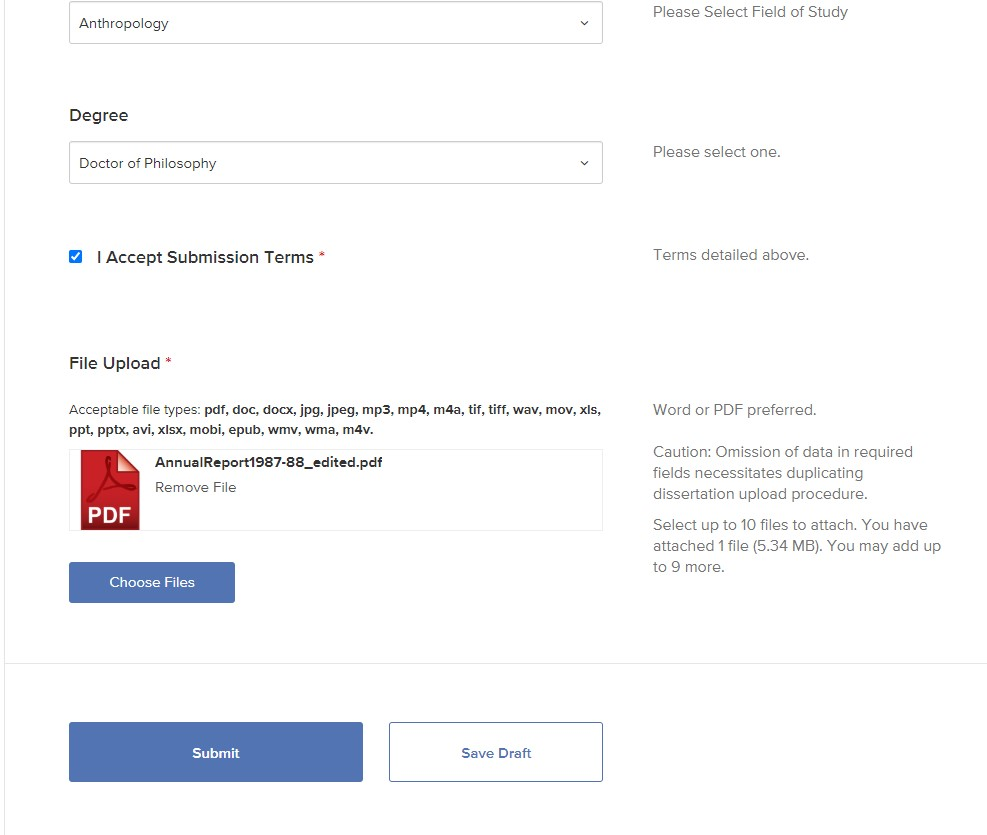 Anthropology
Please Select Field of Study
Degree
Doctor of Philosophy
Please select one.
I Accept Submission Terms *
Terms detailed above.
File Upload *
Acceptable file types: pdf, doc, docx, jpg, jpeg, mp3, mp4, m4a, tif, tiff, wav, mov, xls,
ppt, pptx, avi, xlsx, mobi, epub, wmv, wma, m4v.
Word or PDF preferred.
PDF
AnnualReport1987-88_edited.pdf
Remove File
Caution: Omission of data in required
fields necessitates duplicating
dissertation upload procedure.
Select up to 10 files to attach. You have
attached 1 file (5.34 MB). You may add up
to 9 more.
Choose Files
Submit
Save Draft